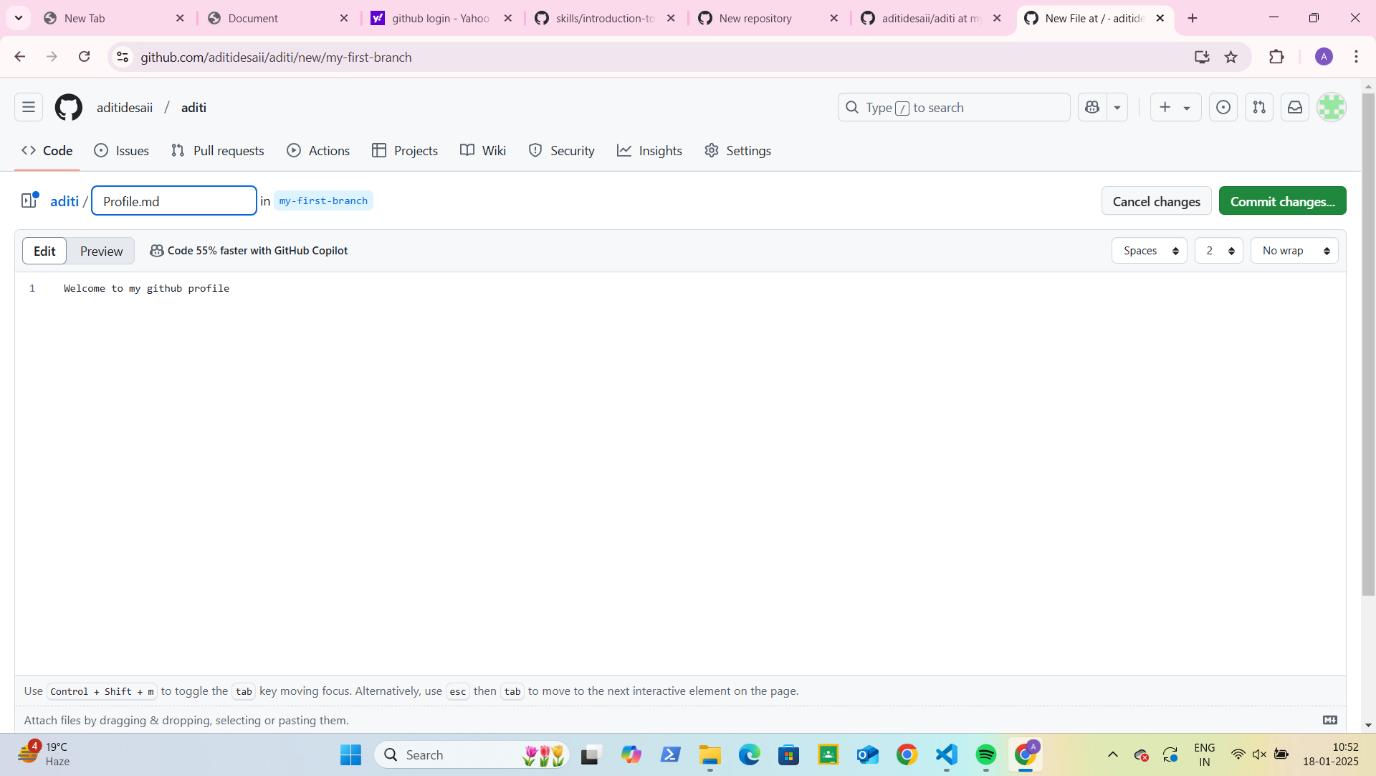 New Tab
Document
github login - Yahoo
skills/introduction-to
New repository
aditidesaii/aditi at my
New File at / · aditide
github.com/aditidesaii/aditi/new/my-first-branch
A
aditidesaii / aditi
Type / to search
Code
Issues
Pull requests
Actions
Projects
Wiki
Security
Insights
Settings
aditi / Profile.md in my-first-branch
Cancel changes
Commit changes...
Edit
Preview
Code 55% faster with GitHub Copilot
Spaces
2
No wrap
1 Welcome to my github profile
Use Control + Shift + m to toggle the tab key moving focus. Alternatively, use esc then tab to move to the next interactive element on the page.
Attach files by dragging & dropping, selecting or pasting them.
4
19°C
Haze
Search
A
ENG
IN
10:52
18-01-2025